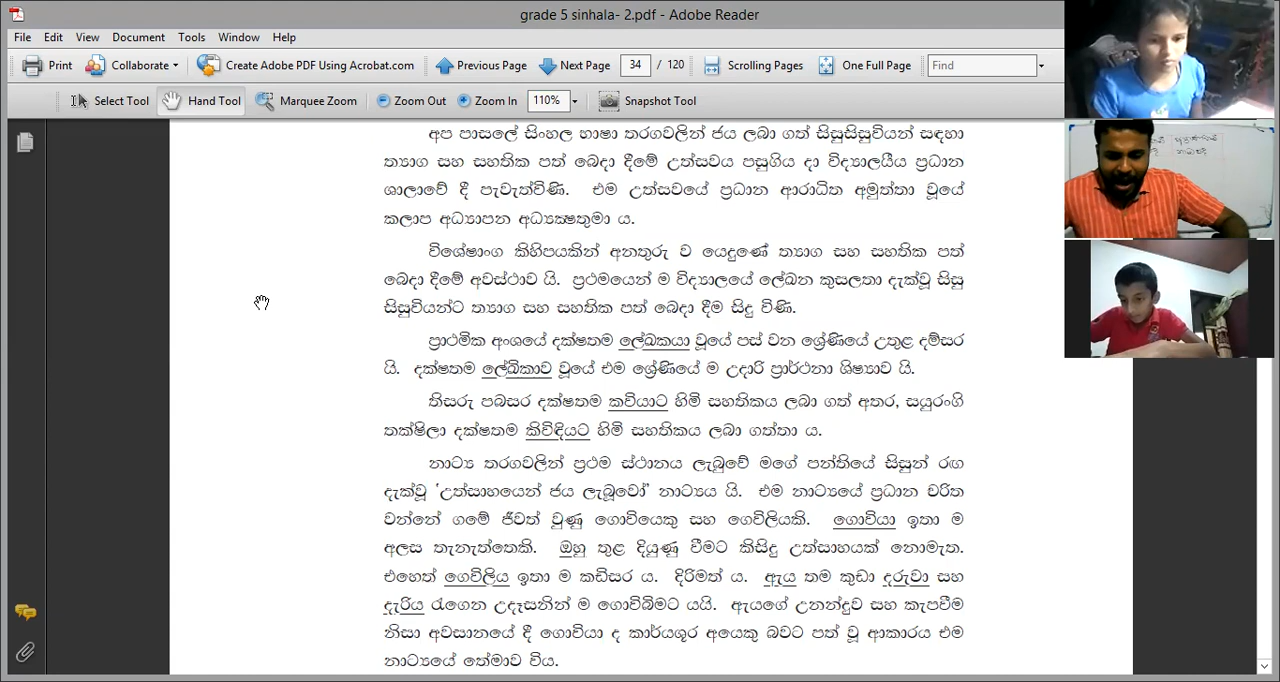 grade 5 sinhala- 2.pdf - Adobe Reader
File Edit View Document Tools Window Help
Print Collaborate Create Adobe PDF Using Acrobat.com Previous Page Next Page 34 / 120 Scrolling Pages One Full Page Find
Select Tool Hand Tool Marquee Zoom Zoom Out Zoom In 110% Snapshot Tool
අප පාසලේ සිංහල භාෂා තරගවලින් ජය ලබා ගත් සිසුසිසුවියන් සඳහා
ත්‍යාග සහ සහතික පත් බෙදා දීමේ උත්සවය පසුගිය දා විද්‍යාලයීය ප්‍රධාන
ශාලාවේ දී පැවැත්විණි. එම උත්සවයේ ප්‍රධාන ආරාධිත අමුත්තා වූයේ
කලාප අධ්‍යාපන අධ්‍යක්ෂතුමා ය.
විශේෂාංග කිහිපයකින් අනතුරු ව යෙදුණේ ත්‍යාග සහ සහතික පත්
බෙදා දීමේ අවස්ථාව යි. ප්‍රථමයෙන් ම විද්‍යාලයේ ලේඛන කුසලතා දැක්වූ සිසු
සිසුවියන්ට ත්‍යාග සහ සහතික පත් බෙදා දීම සිදු විණි.
ප්‍රාථමික අංශයේ දක්ෂතම ලේඛකයා වූයේ පස් වන ශ්‍රේණියේ උතුළ දම්සර
යි. දක්ෂතම ලේඛිකාව වූයේ එම ශ්‍රේණියේ ම උදාරි ප්‍රාර්ථනා ශිෂ්‍යාව යි.
තිසරු පබසර දක්ෂතම කවියාට හිමි සහතිකය ලබා ගත් අතර, සයුරංගි
තක්ෂිලා දක්ෂතම කිවිඳියට හිමි සහතිකය ලබා ගත්තා ය.
නාට්‍ය තරගවලින් ප්‍රථම ස්ථානය ලැබුවේ මගේ පන්තියේ සිසුන් රඟ
දැක්වූ 'උත්සාහයෙන් ජය ලැබූවෝ' නාට්‍යය යි. එම නාට්‍යයේ ප්‍රධාන චරිත
වන්නේ ගමේ ජීවත් වුණු ගොවියෙකු සහ ගෙවිලියකි. ගොවියා ඉතා ම
අලස තැනැත්තෙකි. ඔහු තුළ දියුණු වීමට කිසිදු උත්සාහයක් නොමැත.
එහෙත් ගෙවිලිය ඉතා ම කඩිසර ය. දිරිමත් ය. ඇය තම කුඩා දරුවා සහ
දැරිය රැගෙන උදෑසනින් ම ගොවිබිමට යයි. ඇයගේ උනන්දුව සහ කැපවීම
නිසා අවසානයේ දී ගොවියා ද කාර්යශූර අයෙකු බවට පත් වූ ආකාරය එම
නාට්‍යයේ තේමාව විය.